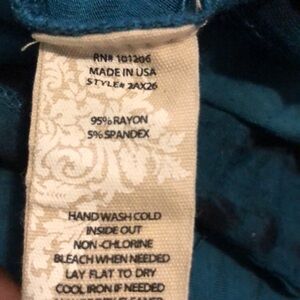 RN# 101206
MADE IN USA
STYLE# 2AX26
95% RAYON
5% SPANDEX
HAND WASH COLD
INSIDE OUT
NON-CHLORINE
BLEACH WHEN NEEDED
LAY FLAT TO DRY
COOL IRON IF NEEDED